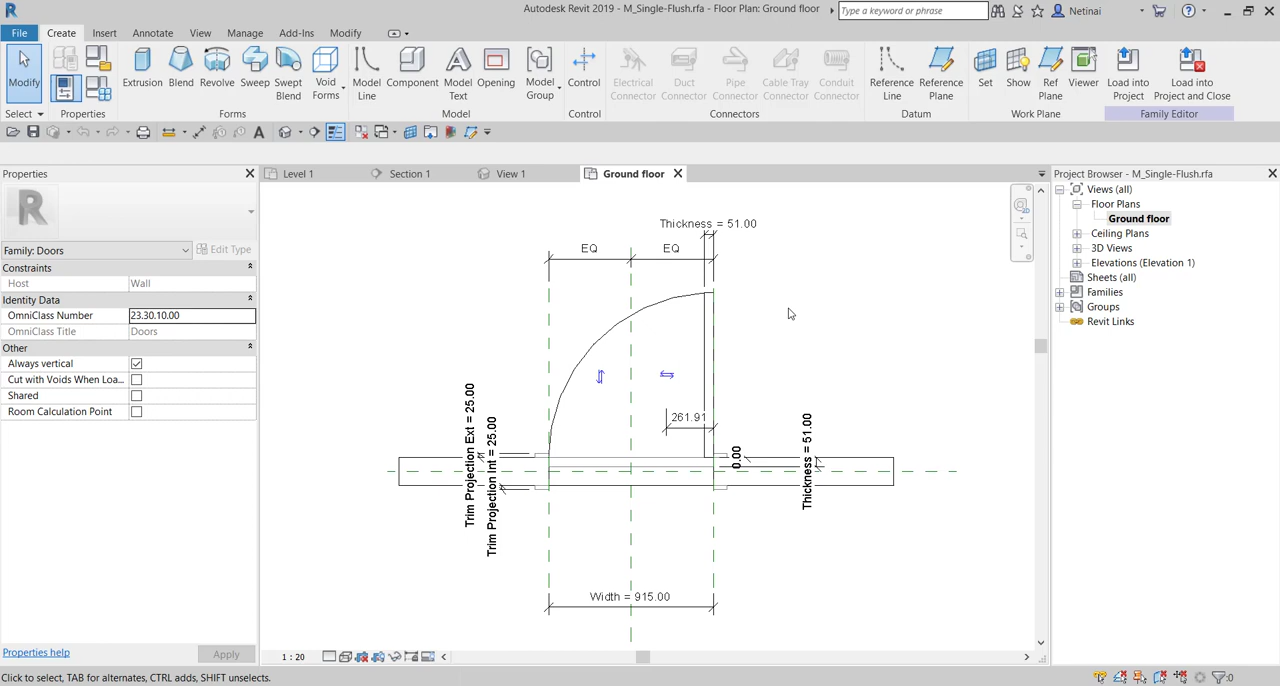 Autodesk Revit 2019 - M_Single-Flush.rfa - Floor Plan: Ground floor
Type a keyword or phrase
Netinai
File Create Insert Annotate View Manage Add-Ins Modify
Modify
Extrusion Blend Revolve Sweep Swept Blend Void Forms
Model Line Component Model Text Opening Model Group
Control
Electrical Connector Duct Connector Pipe Connector Cable Tray Connector Conduit Connector
Reference Line Reference Plane
Set Show Ref Plane Viewer
Load into Project Load into Project and Close
Select Properties Forms Model Control Connectors Datum Work Plane Family Editor
Properties
Level 1 Section 1 View 1 Ground floor
Project Browser - M_Single-Flush.rfa
Family: Doors
Edit Type
Constraints
Host Wall
Identity Data
OmniClass Number 23.30.10.00
OmniClass Title Doors
Other
Always vertical
Cut with Voids When Loa...
Shared
Room Calculation Point
Properties help
Apply
Thickness = 51.00
EQ EQ
261.91
Trim Projection Ext = 25.00
Trim Projection Int = 25.00
0.00
Thickness = 51.00
Width = 915.00
1 : 20
Views (all)
Floor Plans
Ground floor
Ceiling Plans
3D Views
Elevations (Elevation 1)
Sheets (all)
Families
Groups
Revit Links
Click to select, TAB for alternates, CTRL adds, SHIFT unselects.
:0